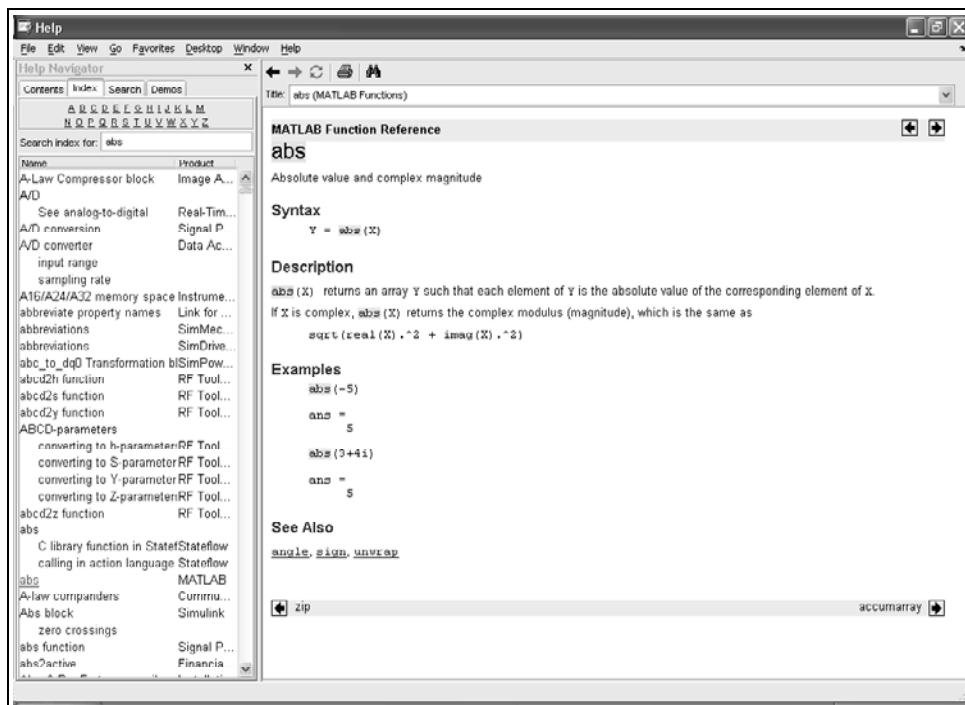 Help
File Edit View Go Favorites Desktop Window Help
Help Navigator
Contents Index Search Demos
A B C D E F G H I J K L M
N O P Q R S T U V W X Y Z
Search index for: abs
Name Product
A-Law Compressor block Image A...
A/D
See analog-to-digital Real-Tim...
A/D conversion Signal P...
A/D converter Data Ac...
input range
sampling rate
A16/A24/A32 memory space Instrume...
abbreviate property names Link for ...
abbreviations SimMec...
abbreviations SimDrive...
abc_to_dq0 Transformation bl SimPow...
abcd2h function RF Tool...
abcd2s function RF Tool...
abcd2y function RF Tool...
ABCD-parameters
converting to h-parameter RF Tool...
converting to S-parameter RF Tool...
converting to Y-parameter RF Tool...
converting to Z-parameter RF Tool...
abcd2z function RF Tool...
abs
C library function in Statef Stateflow
calling in action language Stateflow
abs MATLAB
A-law companders Commu...
Abs block Simulink
zero crossings
abs function Signal P...
abs2active Financia...
Title: abs (MATLAB Functions)
MATLAB Function Reference
abs
Absolute value and complex magnitude
Syntax
Y = abs(X)
Description
abs(X) returns an array Y such that each element of Y is the absolute value of the corresponding element of X.
If X is complex, abs(X) returns the complex modulus (magnitude), which is the same as
sqrt(real(X).^2 + imag(X).^2)
Examples
abs(-5)
ans =
5
abs(3+4i)
ans =
5
See Also
angle, sign, unwrap
zip accumarray